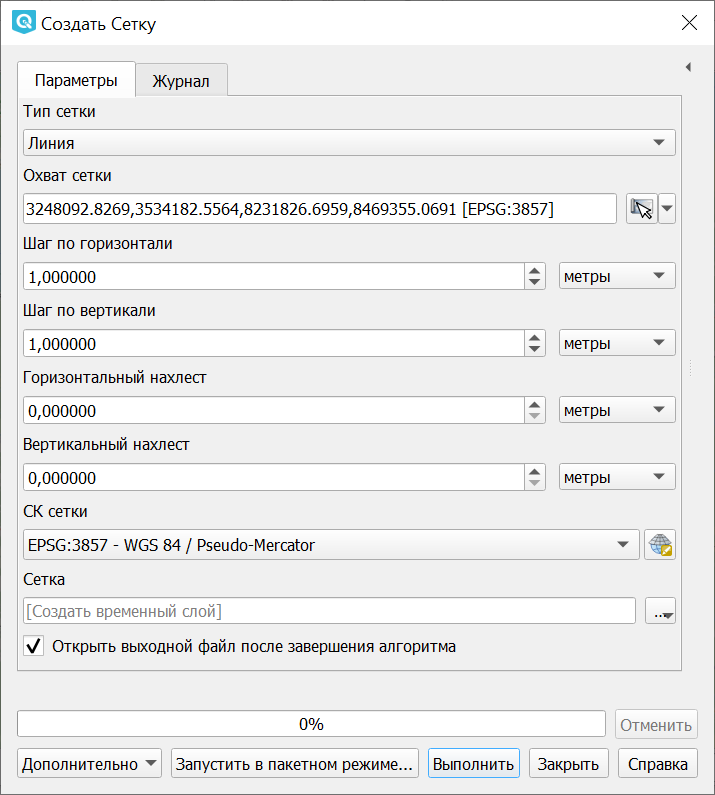 Создать Сетку
Параметры
Журнал
Тип сетки
Линия
Охват сетки
3248092.8269,3534182.5564,8231826.6959,8469355.0691 [EPSG:3857]
Шаг по горизонтали
1,000000
метры
Шаг по вертикали
1,000000
метры
Горизонтальный нахлест
0,000000
метры
Вертикальный нахлест
0,000000
метры
СК сетки
EPSG:3857 - WGS 84 / Pseudo-Mercator
Сетка
[Создать временный слой]
...
Открыть выходной файл после завершения алгоритма
0%
Отменить
Дополнительно
Запустить в пакетном режиме...
Выполнить
Закрыть
Справка